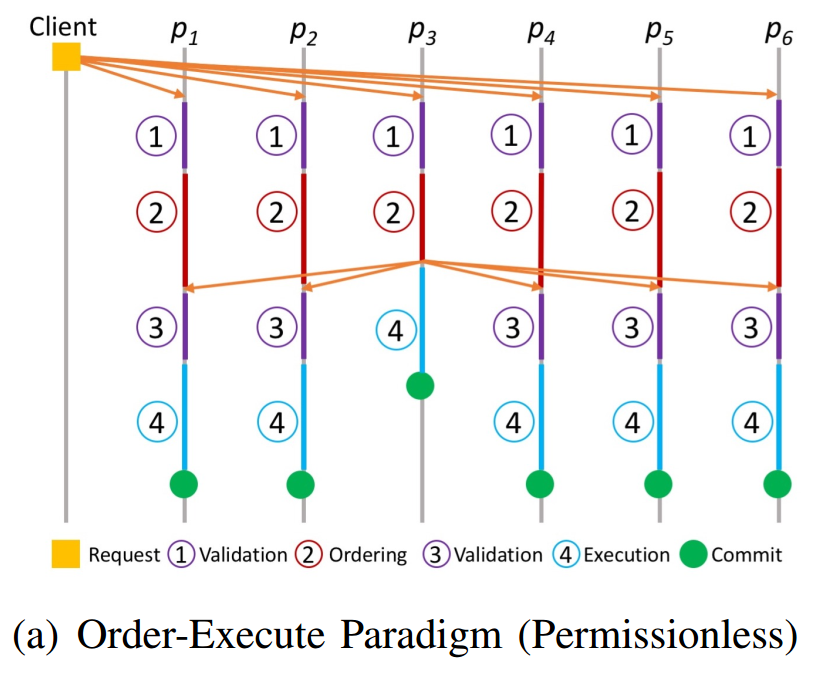 Client p1 p2 p3 p4 p5 p6
1 1 1 1 1 1
2 2 2 2 2 2
3 3 4 3 3 3
4 4 4 4 4
Request 1 Validation 2 Ordering 3 Validation 4 Execution Commit
(a) Order-Execute Paradigm (Permissionless)